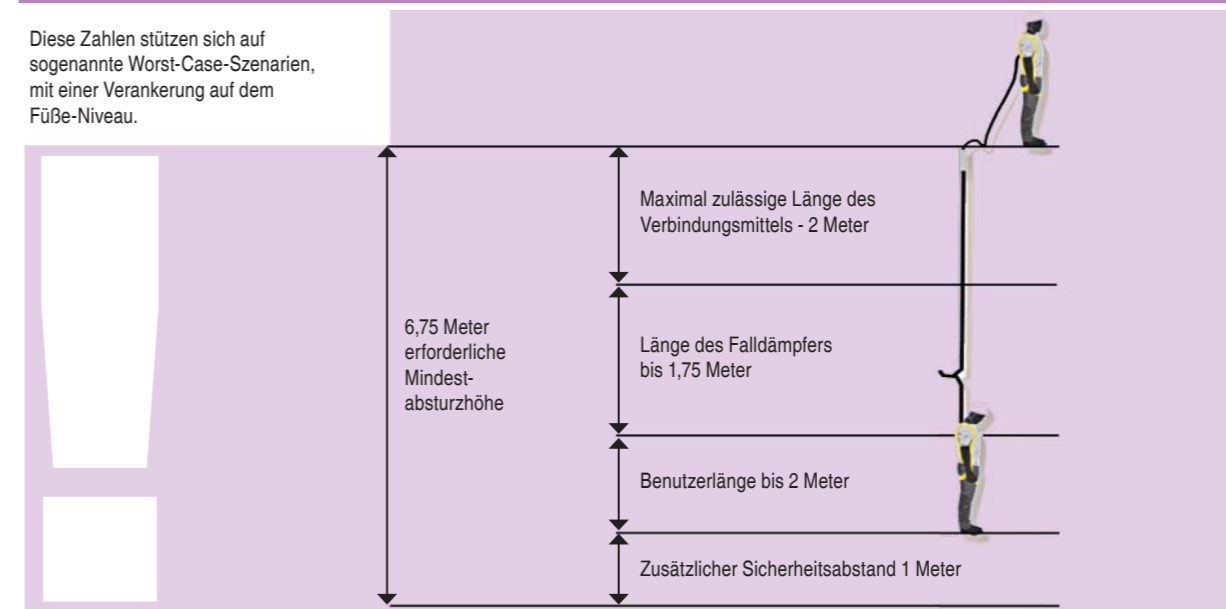 Diese Zahlen stützen sich auf
sogenannte Worst-Case-Szenarien,
mit einer Verankerung auf dem
Füße-Niveau.
Maximal zulässige Länge des
Verbindungsmittels - 2 Meter
6,75 Meter
erforderliche
Mindest-
absturzhöhe
Länge des Falldämpfers
bis 1,75 Meter
Benutzerlänge bis 2 Meter
Zusätzlicher Sicherheitsabstand 1 Meter